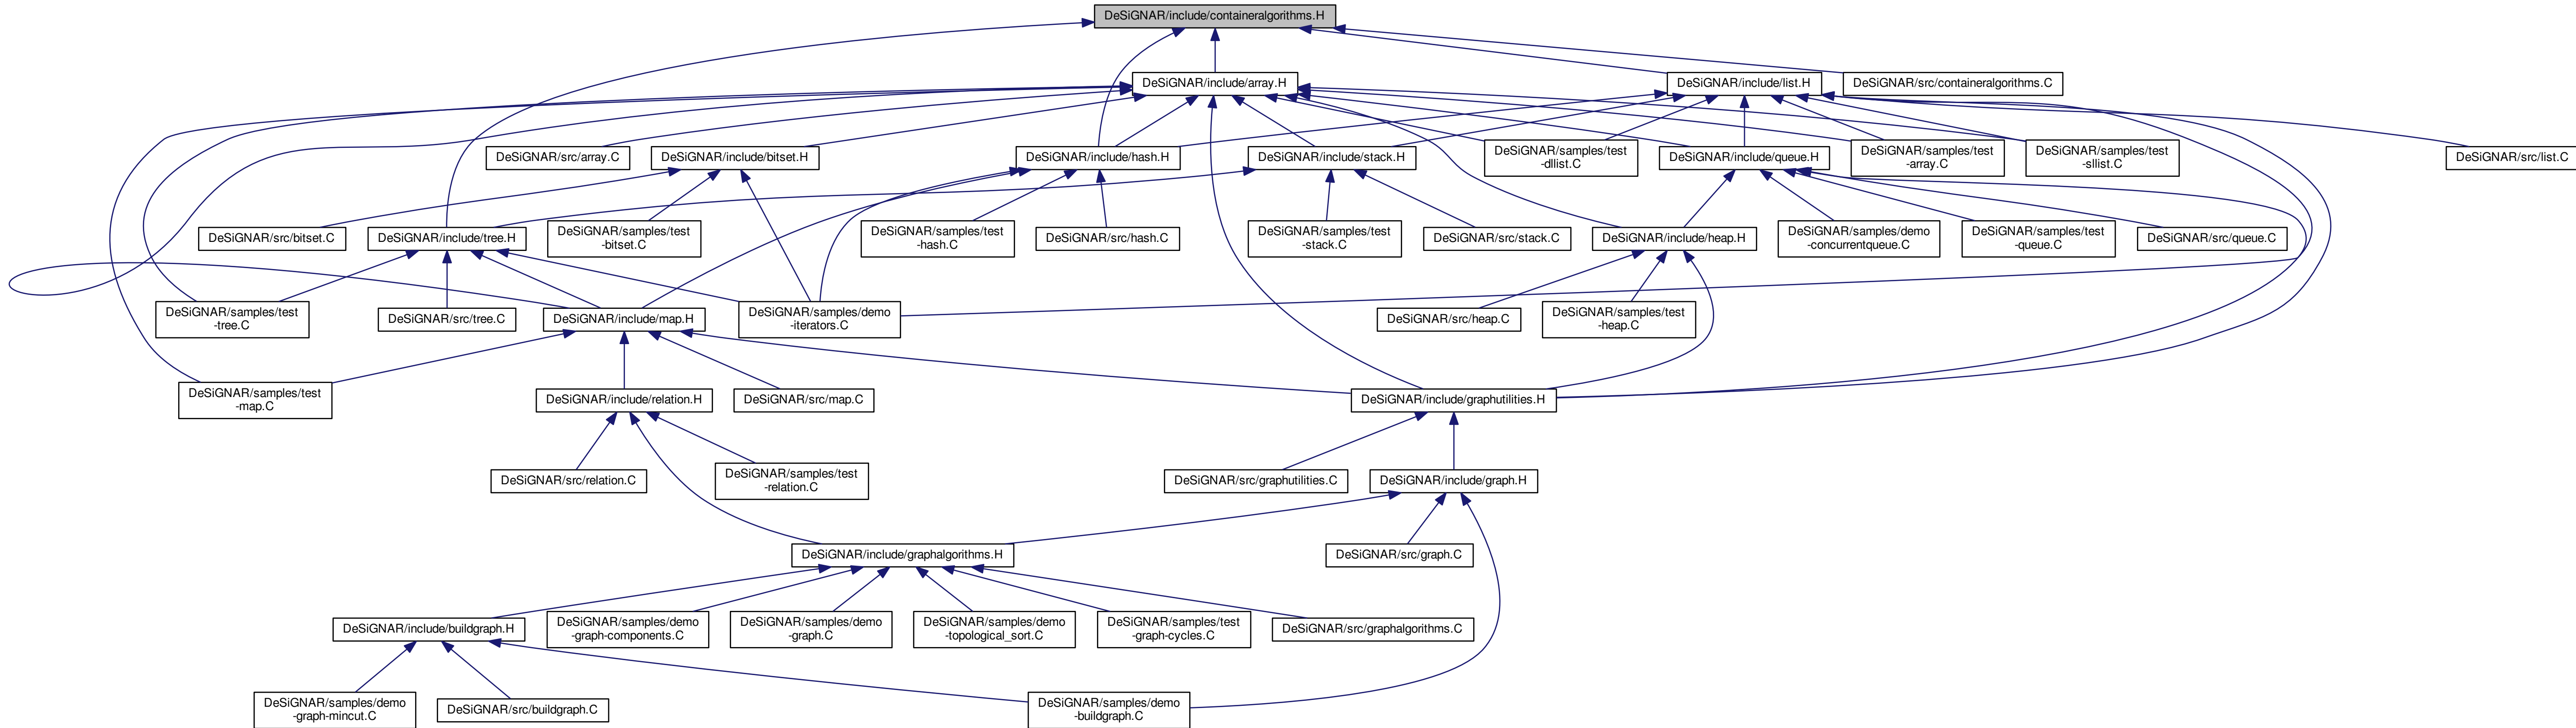 DeSiGNAR/include/containeralgorithms.H
DeSiGNAR/include/array.H
DeSiGNAR/include/list.H
DeSiGNAR/src/containeralgorithms.C
DeSiGNAR/src/array.C
DeSiGNAR/include/bitset.H
DeSiGNAR/include/hash.H
DeSiGNAR/include/stack.H
DeSiGNAR/samples/test
-dllist.C
DeSiGNAR/include/queue.H
DeSiGNAR/samples/test
-array.C
DeSiGNAR/samples/test
-sllist.C
DeSiGNAR/src/list.C
DeSiGNAR/src/bitset.C
DeSiGNAR/include/tree.H
DeSiGNAR/samples/test
-bitset.C
DeSiGNAR/samples/test
-hash.C
DeSiGNAR/src/hash.C
DeSiGNAR/samples/test
-stack.C
DeSiGNAR/src/stack.C
DeSiGNAR/include/heap.H
DeSiGNAR/samples/demo
-concurrentqueue.C
DeSiGNAR/samples/test
-queue.C
DeSiGNAR/src/queue.C
DeSiGNAR/samples/test
-tree.C
DeSiGNAR/src/tree.C
DeSiGNAR/include/map.H
DeSiGNAR/samples/demo
-iterators.C
DeSiGNAR/src/heap.C
DeSiGNAR/samples/test
-heap.C
DeSiGNAR/samples/test
-map.C
DeSiGNAR/include/relation.H
DeSiGNAR/src/map.C
DeSiGNAR/include/graphutilities.H
DeSiGNAR/src/relation.C
DeSiGNAR/samples/test
-relation.C
DeSiGNAR/src/graphutilities.C
DeSiGNAR/include/graph.H
DeSiGNAR/include/graphalgorithms.H
DeSiGNAR/src/graph.C
DeSiGNAR/include/buildgraph.H
DeSiGNAR/samples/demo
-graph-components.C
DeSiGNAR/samples/demo
-graph.C
DeSiGNAR/samples/demo
-topological_sort.C
DeSiGNAR/samples/test
-graph-cycles.C
DeSiGNAR/src/graphalgorithms.C
DeSiGNAR/samples/demo
-graph-mincut.C
DeSiGNAR/src/buildgraph.C
DeSiGNAR/samples/demo
-buildgraph.C